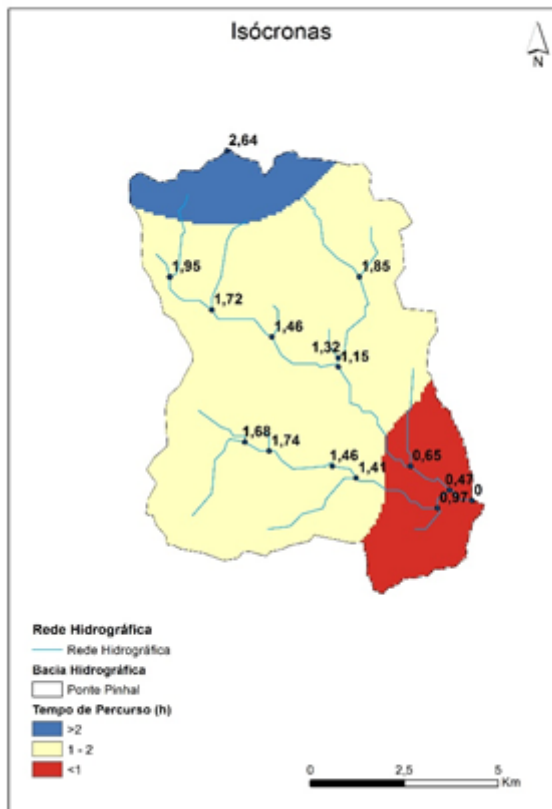 Isócronas
N
2,64
1,95
1,85
1,72
1,46
1,32
1,15
1,68
1,74
1,46
1,41
0,65
0,47
0
0,97
Rede Hidrográfica
Rede Hidrográfica
Bacia Hidrográfica
Ponte Pinhal
Tempo de Percurso (h)
>2
1 - 2
<1
0 2,5 5
Km